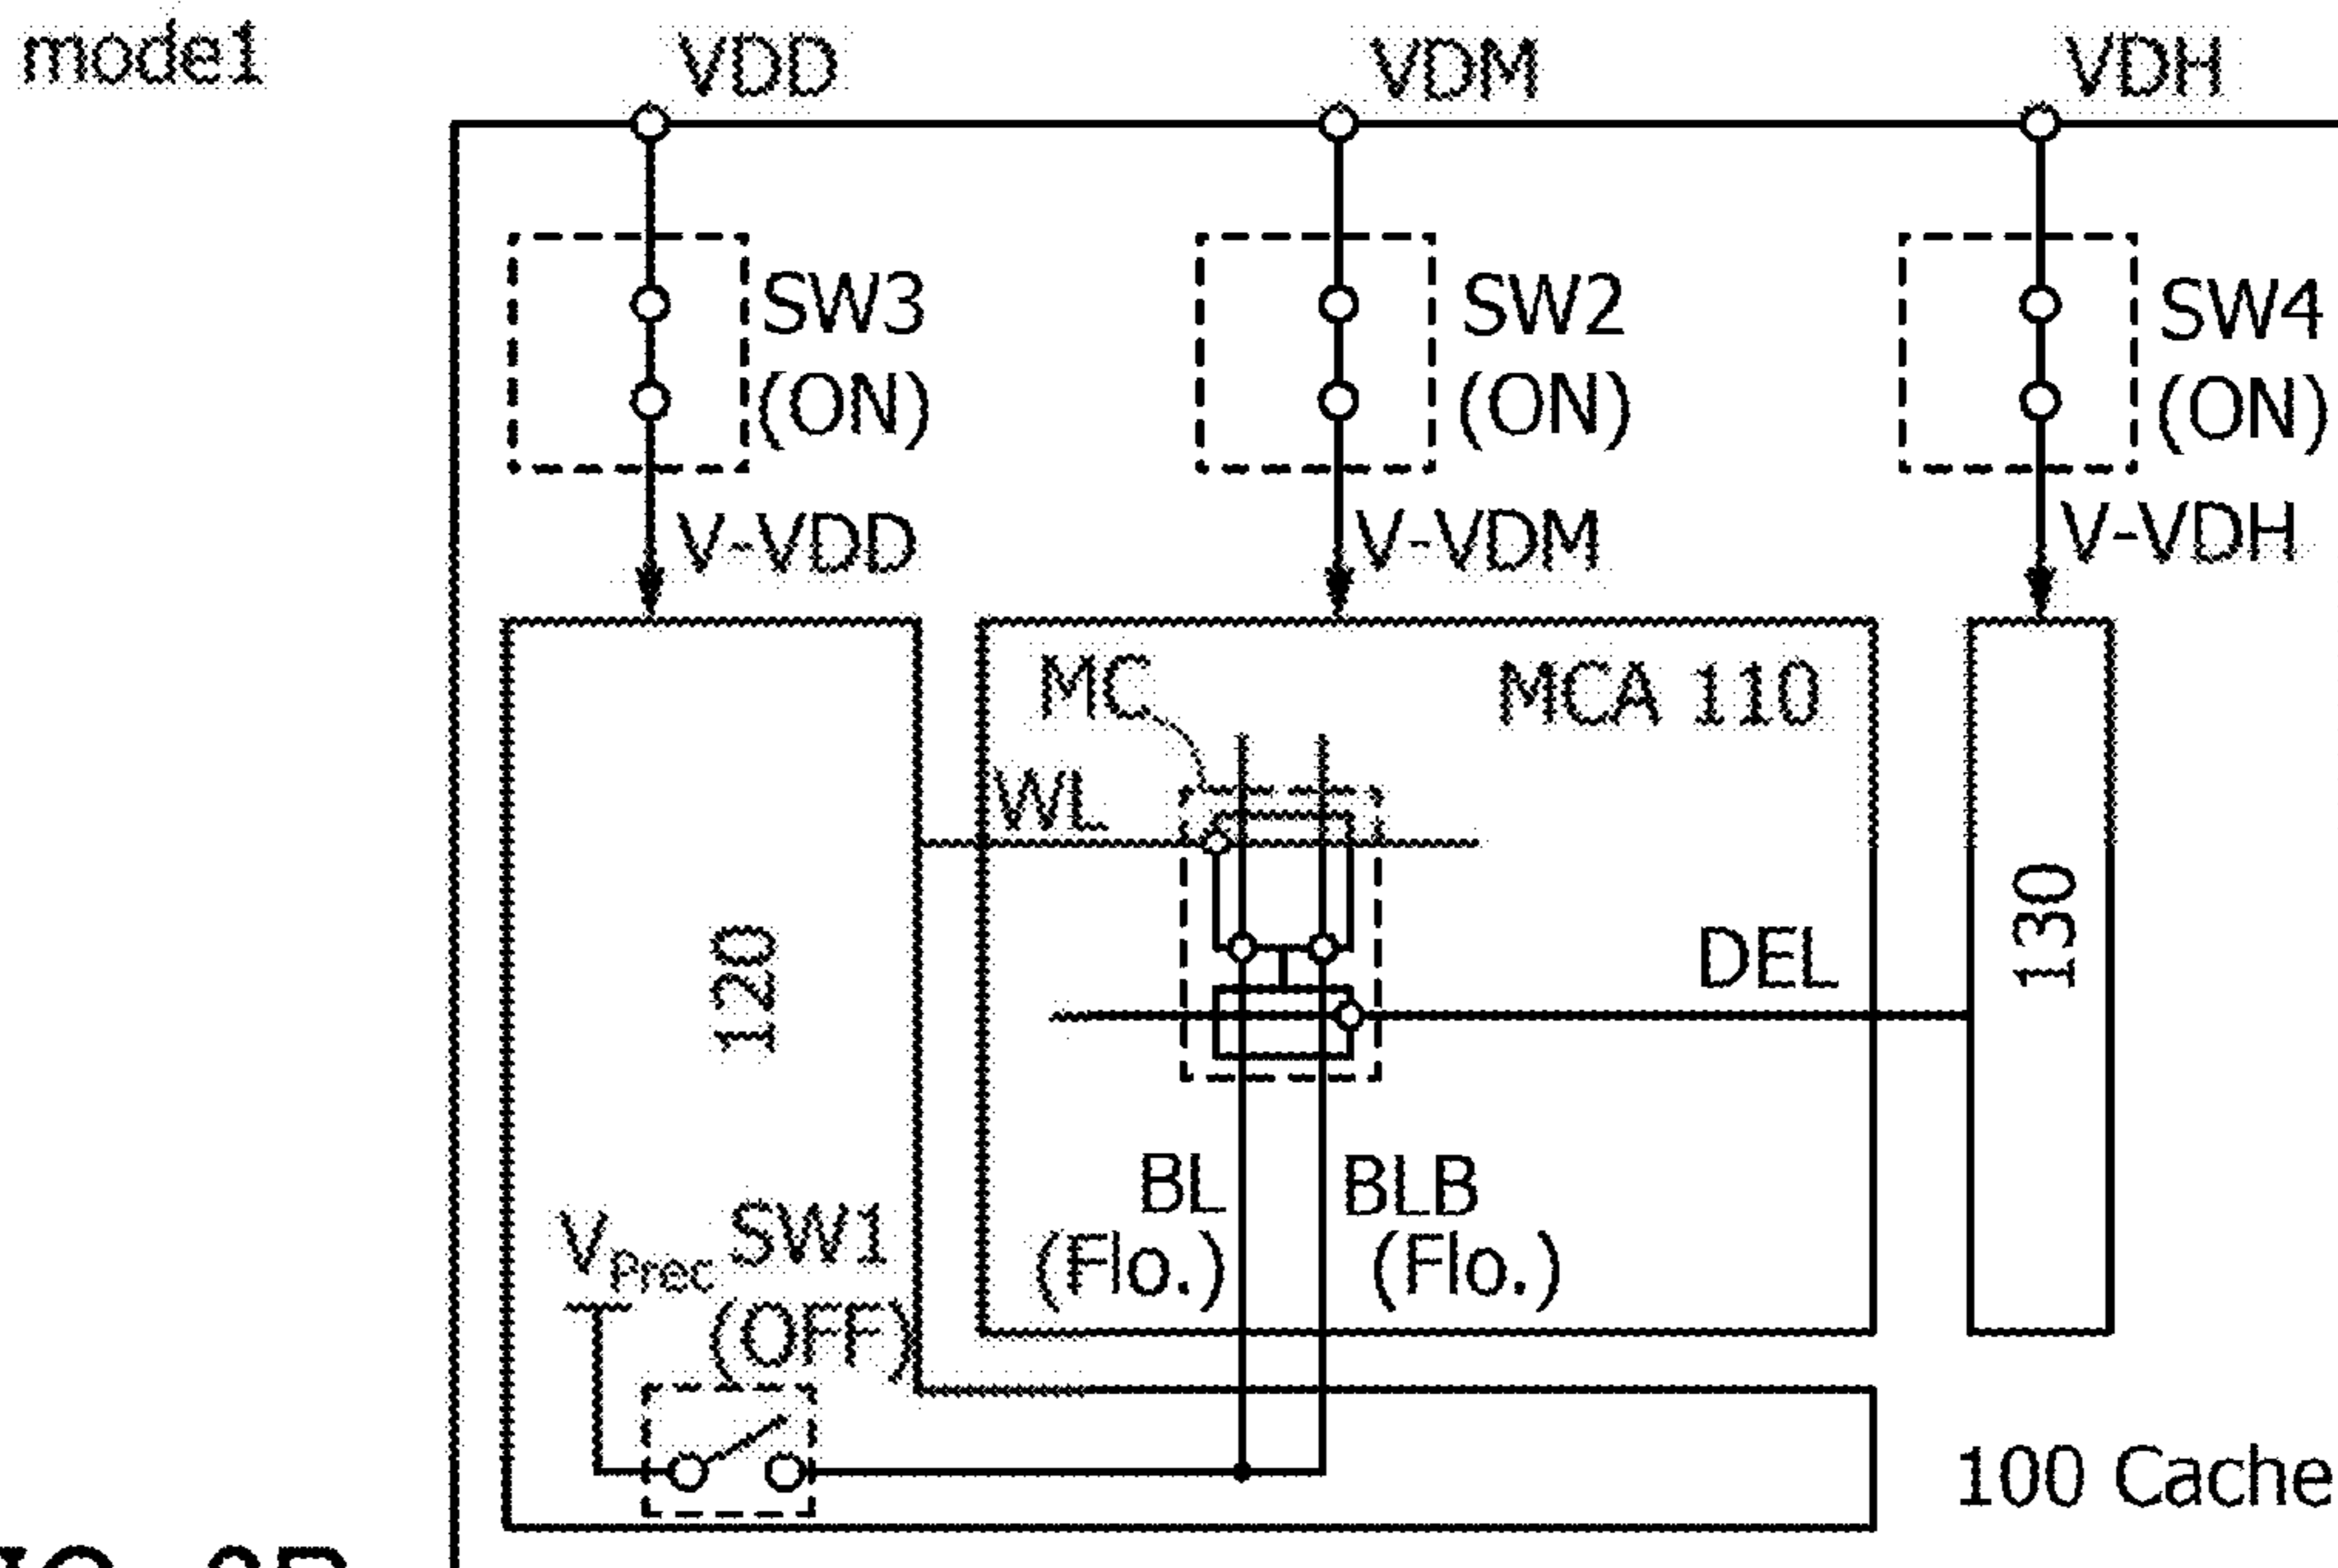 mode1
VDD
VDM
VDH
SW3
(ON)
SW2
(ON)
SW4
(ON)
V-VDD
V-VDM
V-VDH
MC
MCA 110
WL
120
DEL
130
BL
(Flo.)
BLB
(Flo.)
VPrec
SW1
(OFF)
100 Cache